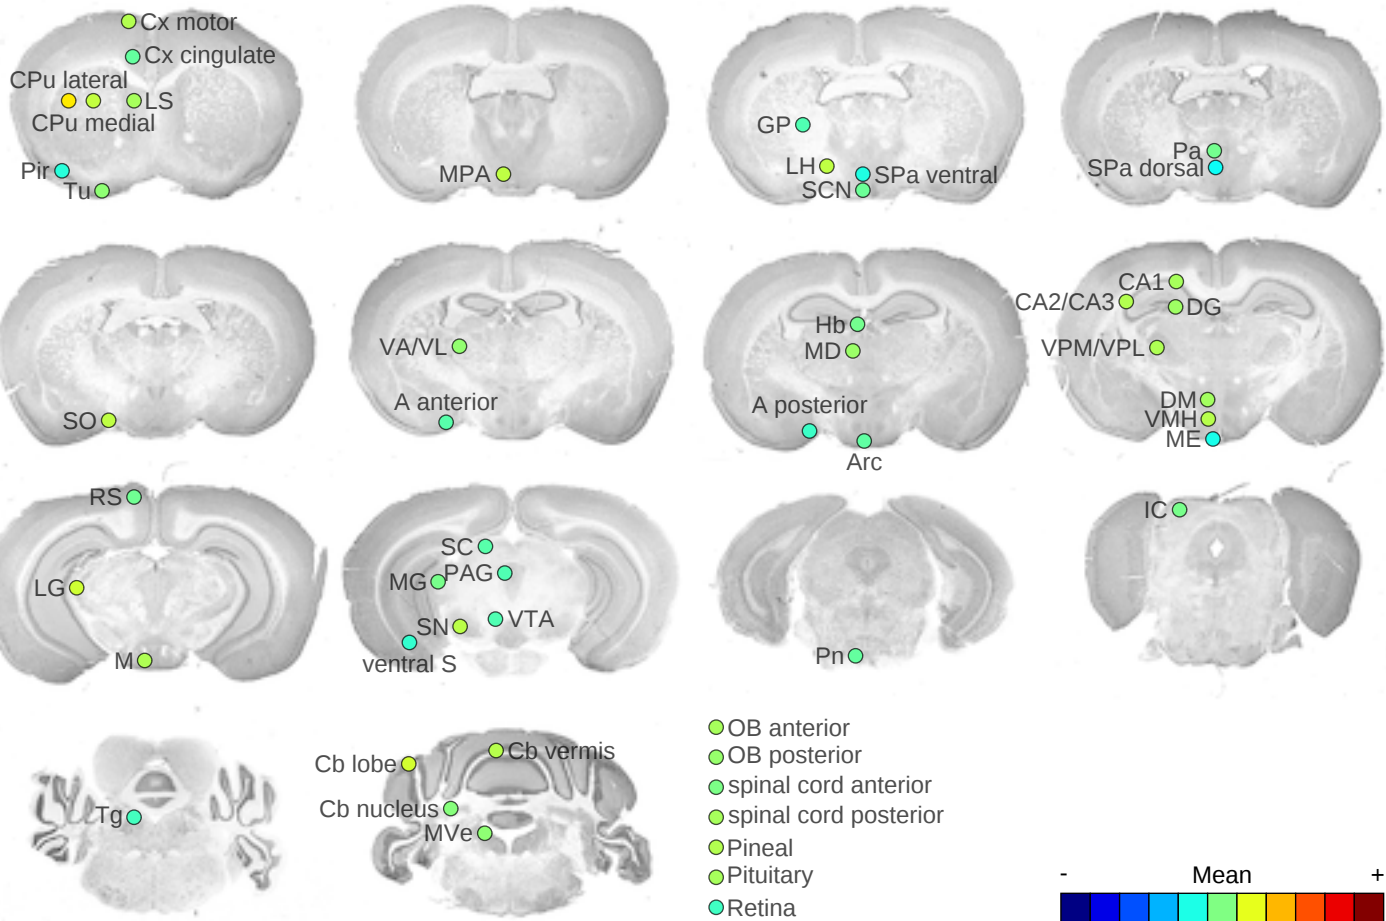 Cx motor
Cx cingulate
CPu lateral
LS
CPu medial
Pir
Tu
MPA
GP
LH
SPa ventral
SCN
Pa
SPa dorsal
SO
VA/VL
A anterior
Hb
MD
A posterior
Arc
CA1
CA2/CA3
DG
VPM/VPL
DM
VMH
ME
RS
LG
M
SC
PAG
MG
SN
VTA
ventral S
Pn
IC
Tg
Cb lobe
Cb vermis
Cb nucleus
MVe
OB anterior
OB posterior
spinal cord anterior
spinal cord posterior
Pineal
Pituitary
Retina
- Mean +